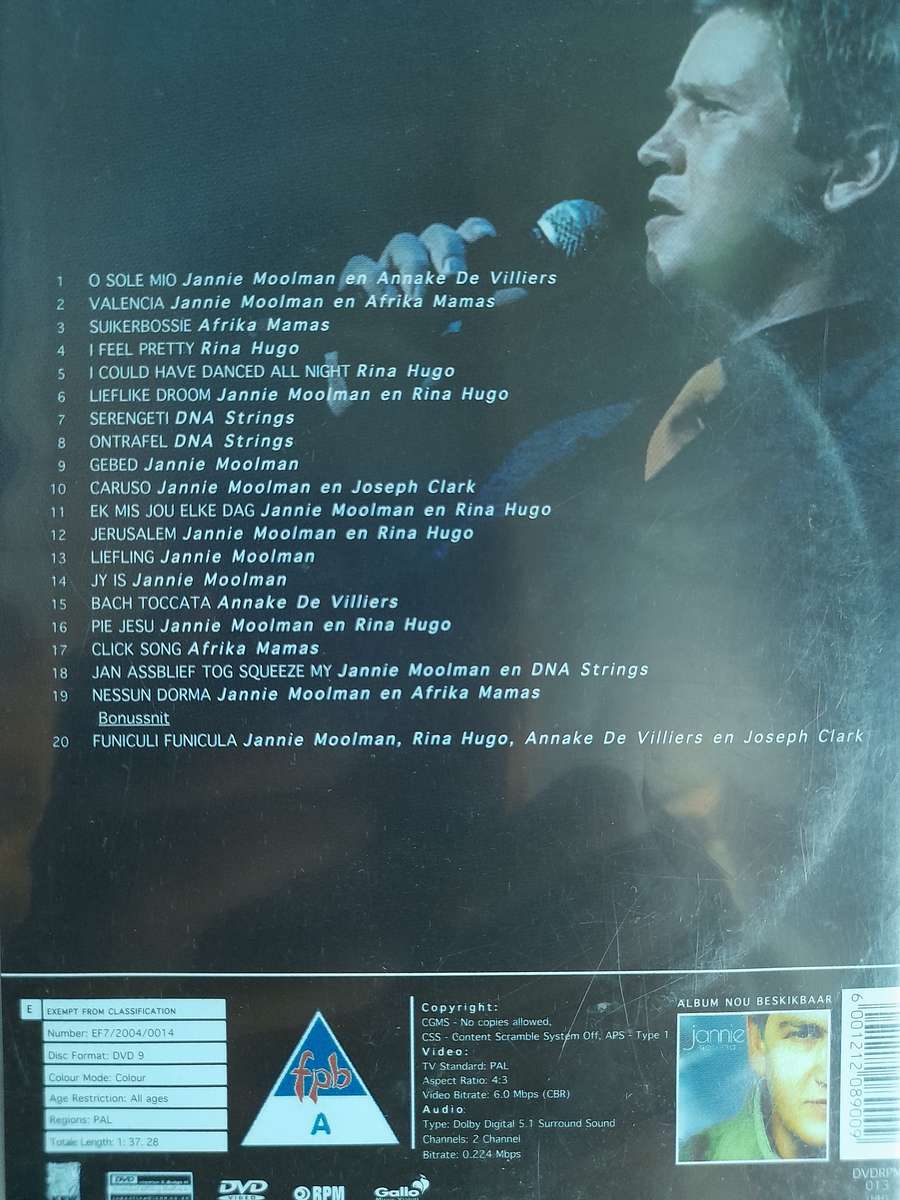 1 O SOLE MIO Jannie Moolman en Annake De Villiers
2 VALENCIA Jannie Moolman en Afrika Mamas
3 SUIKERBOSSIE Afrika Mamas
4 I FEEL PRETTY Rina Hugo
5 I COULD HAVE DANCED ALL NIGHT Rina Hugo
6 LIEFLIKE DROOM Jannie Moolman en Rina Hugo
7 SERENGETI DNA Strings
8 ONTRAFEL DNA Strings
9 GEBED Jannie Moolman
10 CARUSO Jannie Moolman en Joseph Clark
11 EK MIS JOU ELKE DAG Jannie Moolman en Rina Hugo
12 JERUSALEM Jannie Moolman en Rina Hugo
13 LIEFLING Jannie Moolman
14 JY IS Jannie Moolman
15 BACH TOCCATA Annake De Villiers
16 PIE JESU Jannie Moolman en Rina Hugo
17 CLICK SONG Afrika Mamas
18 JAN ASSBLIEF TOG SQUEEZE MY Jannie Moolman en DNA Strings
19 NESSUN DORMA Jannie Moolman en Afrika Mamas
Bonussnit
20 FUNICULI FUNICULA Jannie Moolman, Rina Hugo, Annake De Villiers en Joseph Clark
E EXEMPT FROM CLASSIFICATION
Number: EF7/2004/0014
Disc Format: DVD 9
Colour Mode: Colour
Age Restriction: All ages
Regions: PAL
Totale Length: 1: 37. 28
fpb
A
Copyright:
CGMS - No copies allowed,
CSS - Content Scramble System Off, APS - Type 1
Video:
TV Standard: PAL
Aspect Ratio: 4:3
Video Bitrate: 6.0 Mbps (CBR)
Audio:
Type: Dolby Digital 5.1 Surround Sound
Channels: 2 Channel
Bitrate: 0.224 Mbps
ALBUM NOU BESKIKBAAR
jannie
6001212089009
DVDRPM
013
DVD
VIDEO
RPM
Gallo